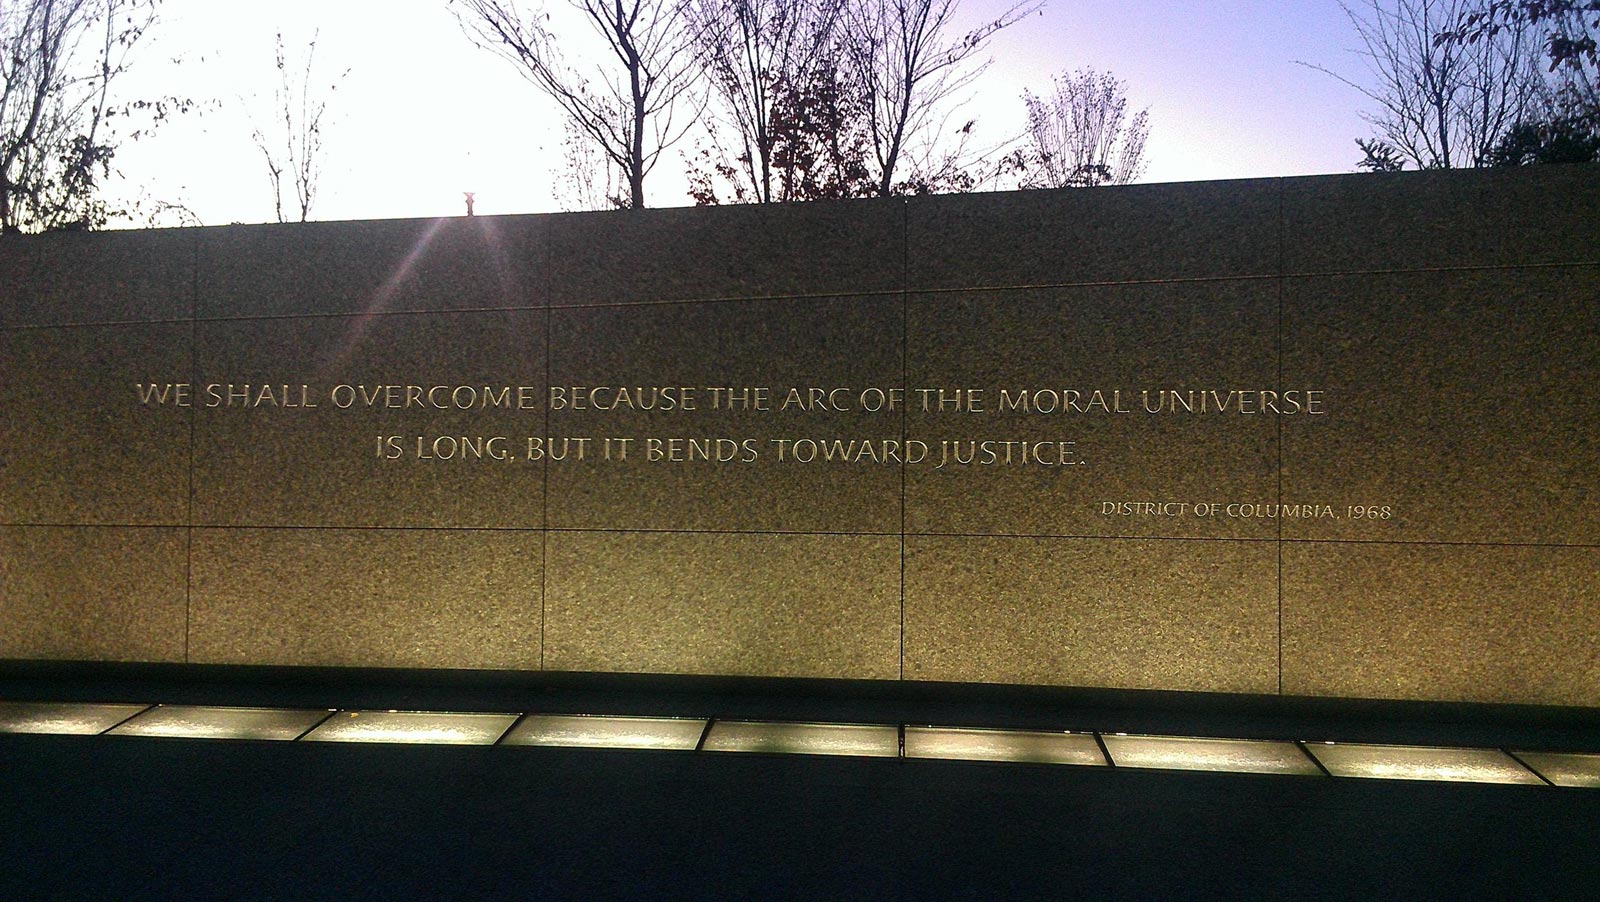 WE SHALL OVERCOME BECAUSE THE ARC OF THE MORAL UNIVERSE
IS LONG, BUT IT BENDS TOWARD JUSTICE.
DISTRICT OF COLUMBIA, 1968